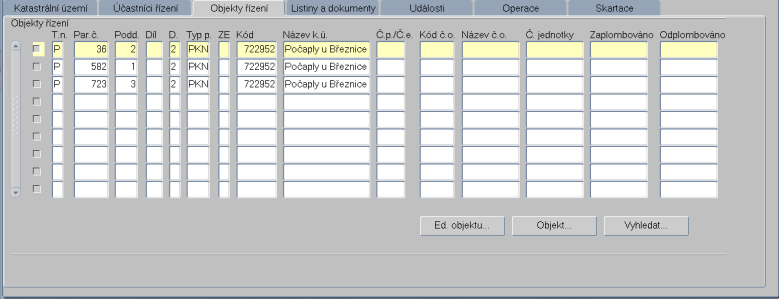 Katastrální území Účastníci řízení Objekty řízení Listiny a dokumenty Události Operace Skartace
Objekty řízení
T.n. Par.č. Podd. Díl D. Typ p. ZE Kód Název k.ú. Č.p./Č.e. Kód č.o. Název č.o. Č. jednotky Zaplombováno Odplombováno
P 36 2 2 PKN 722952 Počaply u Březnice
P 582 1 2 PKN 722952 Počaply u Březnice
P 723 3 2 PKN 722952 Počaply u Březnice
Ed. objektu... Objekt... Vyhledat...